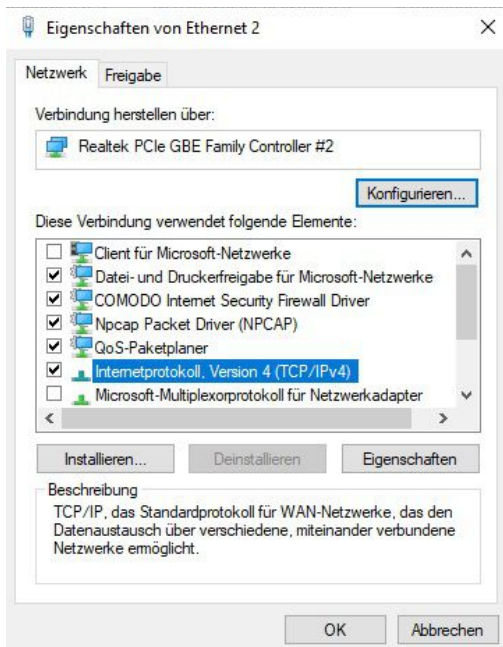 Eigenschaften von Ethernet 2
Netzwerk
Freigabe
Verbindung herstellen über:
Realtek PCIe GBE Family Controller #2
Konfigurieren...
Diese Verbindung verwendet folgende Elemente:
Client für Microsoft-Netzwerke
Datei- und Druckerfreigabe für Microsoft-Netzwerke
COMODO Internet Security Firewall Driver
Npcap Packet Driver (NPCAP)
QoS-Paketplaner
Internetprotokoll, Version 4 (TCP/IPv4)
Microsoft-Multiplexorprotokoll für Netzwerkadapter
Installieren...
Deinstallieren
Eigenschaften
Beschreibung
TCP/IP, das Standardprotokoll für WAN-Netzwerke, das den
Datenaustausch über verschiedene, miteinander verbundene
Netzwerke ermöglicht.
OK
Abbrechen